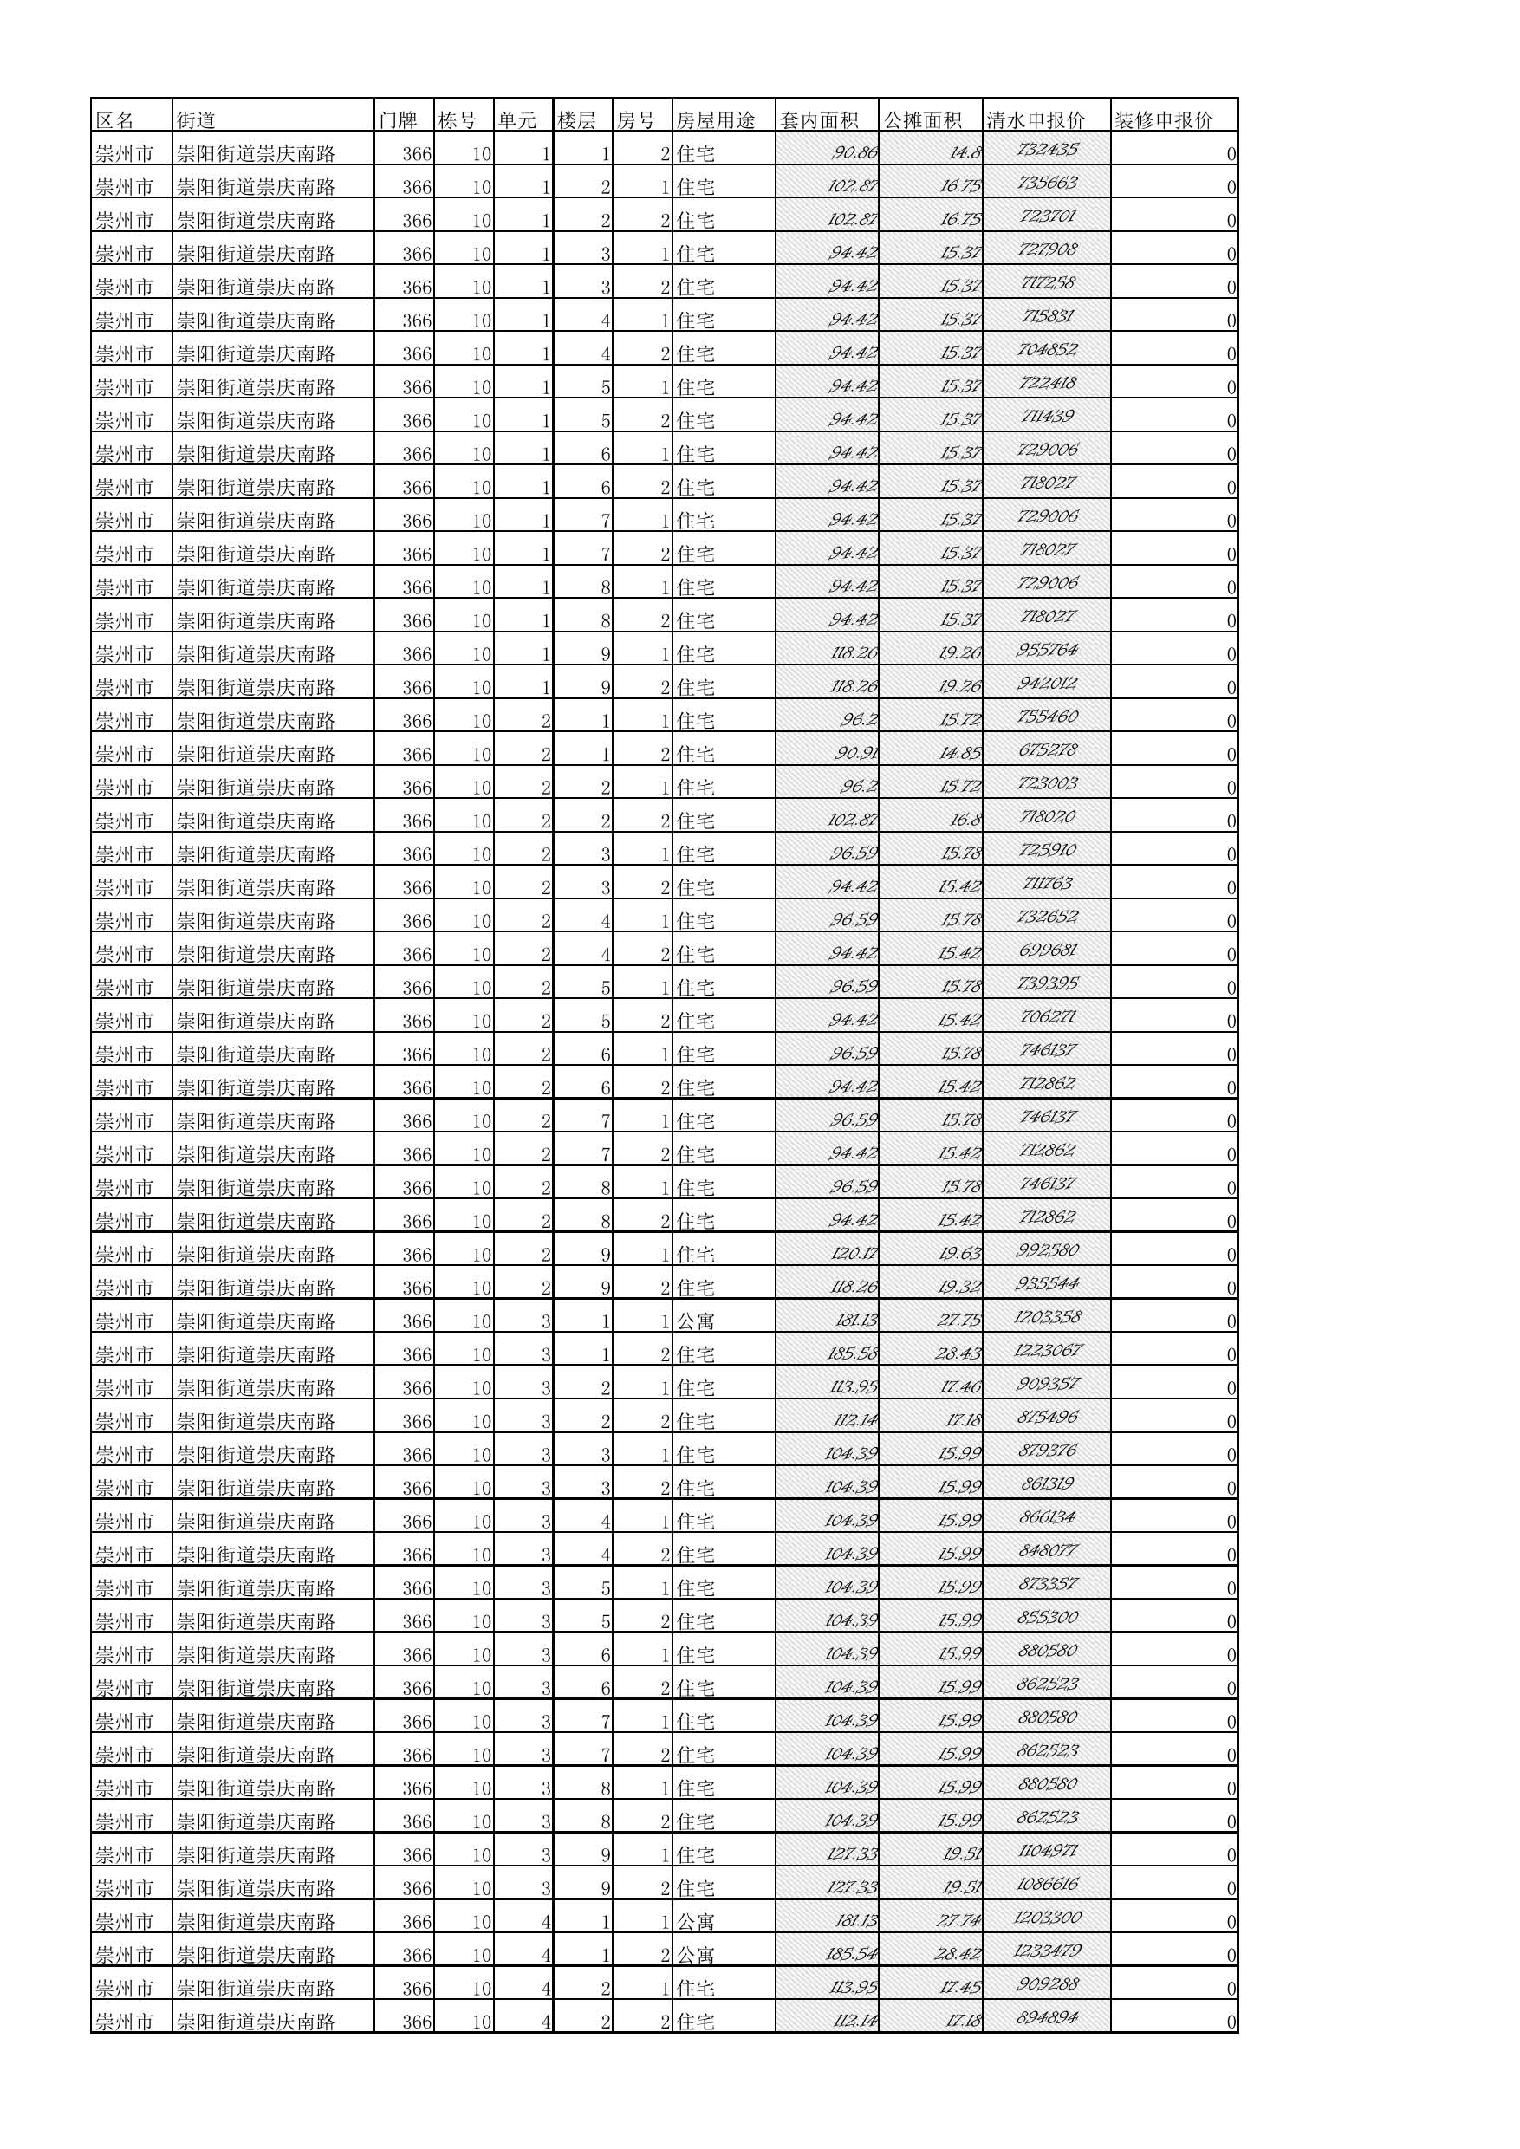 区名 街道 门牌 栋号 单元 楼层 房号 房屋用途 套内面积 公摊面积 清水申报价 装修申报价
崇州市 崇阳街道崇庆南路 366 10 1 1 2 住宅 90.86 14.8 732435 0
崇州市 崇阳街道崇庆南路 366 10 1 2 1 住宅 102.87 16.75 735663 0
崇州市 崇阳街道崇庆南路 366 10 1 2 2 住宅 102.87 16.75 723701 0
崇州市 崇阳街道崇庆南路 366 10 1 3 1 住宅 94.42 15.37 727908 0
崇州市 崇阳街道崇庆南路 366 10 1 3 2 住宅 94.42 15.37 717258 0
崇州市 崇阳街道崇庆南路 366 10 1 4 1 住宅 94.42 15.37 715831 0
崇州市 崇阳街道崇庆南路 366 10 1 4 2 住宅 94.42 15.37 704852 0
崇州市 崇阳街道崇庆南路 366 10 1 5 1 住宅 94.42 15.37 722418 0
崇州市 崇阳街道崇庆南路 366 10 1 5 2 住宅 94.42 15.37 711439 0
崇州市 崇阳街道崇庆南路 366 10 1 6 1 住宅 94.42 15.37 729006 0
崇州市 崇阳街道崇庆南路 366 10 1 6 2 住宅 94.42 15.37 718027 0
崇州市 崇阳街道崇庆南路 366 10 1 7 1 住宅 94.42 15.37 729006 0
崇州市 崇阳街道崇庆南路 366 10 1 7 2 住宅 94.42 15.37 718027 0
崇州市 崇阳街道崇庆南路 366 10 1 8 1 住宅 94.42 15.37 729006 0
崇州市 崇阳街道崇庆南路 366 10 1 8 2 住宅 94.42 15.37 718027 0
崇州市 崇阳街道崇庆南路 366 10 1 9 1 住宅 118.26 19.26 955764 0
崇州市 崇阳街道崇庆南路 366 10 1 9 2 住宅 118.26 19.26 942012 0
崇州市 崇阳街道崇庆南路 366 10 2 1 1 住宅 96.2 15.72 755460 0
崇州市 崇阳街道崇庆南路 366 10 2 1 2 住宅 90.91 14.85 675278 0
崇州市 崇阳街道崇庆南路 366 10 2 2 1 住宅 96.2 15.72 723003 0
崇州市 崇阳街道崇庆南路 366 10 2 2 2 住宅 102.87 16.8 718020 0
崇州市 崇阳街道崇庆南路 366 10 2 3 1 住宅 96.59 15.78 725910 0
崇州市 崇阳街道崇庆南路 366 10 2 3 2 住宅 94.42 15.42 711763 0
崇州市 崇阳街道崇庆南路 366 10 2 4 1 住宅 96.59 15.78 732652 0
崇州市 崇阳街道崇庆南路 366 10 2 4 2 住宅 94.42 15.42 699681 0
崇州市 崇阳街道崇庆南路 366 10 2 5 1 住宅 96.59 15.78 739395 0
崇州市 崇阳街道崇庆南路 366 10 2 5 2 住宅 94.42 15.42 706271 0
崇州市 崇阳街道崇庆南路 366 10 2 6 1 住宅 96.59 15.78 746137 0
崇州市 崇阳街道崇庆南路 366 10 2 6 2 住宅 94.42 15.42 712862 0
崇州市 崇阳街道崇庆南路 366 10 2 7 1 住宅 96.59 15.78 746137 0
崇州市 崇阳街道崇庆南路 366 10 2 7 2 住宅 94.42 15.42 712862 0
崇州市 崇阳街道崇庆南路 366 10 2 8 1 住宅 96.59 15.78 746137 0
崇州市 崇阳街道崇庆南路 366 10 2 8 2 住宅 94.42 15.42 712862 0
崇州市 崇阳街道崇庆南路 366 10 2 9 1 住宅 120.17 19.63 992580 0
崇州市 崇阳街道崇庆南路 366 10 2 9 2 住宅 118.26 19.32 935544 0
崇州市 崇阳街道崇庆南路 366 10 3 1 1 公寓 181.13 27.75 1203358 0
崇州市 崇阳街道崇庆南路 366 10 3 1 2 住宅 185.58 28.43 1223067 0
崇州市 崇阳街道崇庆南路 366 10 3 2 1 住宅 113.95 17.46 909357 0
崇州市 崇阳街道崇庆南路 366 10 3 2 2 住宅 112.14 17.18 875496 0
崇州市 崇阳街道崇庆南路 366 10 3 3 1 住宅 104.39 15.99 879376 0
崇州市 崇阳街道崇庆南路 366 10 3 3 2 住宅 104.39 15.99 861319 0
崇州市 崇阳街道崇庆南路 366 10 3 4 1 住宅 104.39 15.99 866134 0
崇州市 崇阳街道崇庆南路 366 10 3 4 2 住宅 104.39 15.99 848077 0
崇州市 崇阳街道崇庆南路 366 10 3 5 1 住宅 104.39 15.99 873357 0
崇州市 崇阳街道崇庆南路 366 10 3 5 2 住宅 104.39 15.99 855300 0
崇州市 崇阳街道崇庆南路 366 10 3 6 1 住宅 104.39 15.99 880580 0
崇州市 崇阳街道崇庆南路 366 10 3 6 2 住宅 104.39 15.99 862523 0
崇州市 崇阳街道崇庆南路 366 10 3 7 1 住宅 104.39 15.99 880580 0
崇州市 崇阳街道崇庆南路 366 10 3 7 2 住宅 104.39 15.99 862523 0
崇州市 崇阳街道崇庆南路 366 10 3 8 1 住宅 104.39 15.99 880580 0
崇州市 崇阳街道崇庆南路 366 10 3 8 2 住宅 104.39 15.99 862523 0
崇州市 崇阳街道崇庆南路 366 10 3 9 1 住宅 127.33 19.51 1104971 0
崇州市 崇阳街道崇庆南路 366 10 3 9 2 住宅 127.33 19.51 1086616 0
崇州市 崇阳街道崇庆南路 366 10 4 1 1 公寓 181.13 27.74 1203300 0
崇州市 崇阳街道崇庆南路 366 10 4 1 2 公寓 185.54 28.42 1233479 0
崇州市 崇阳街道崇庆南路 366 10 4 2 1 住宅 113.95 17.45 909288 0
崇州市 崇阳街道崇庆南路 366 10 4 2 2 住宅 112.14 17.18 894894 0